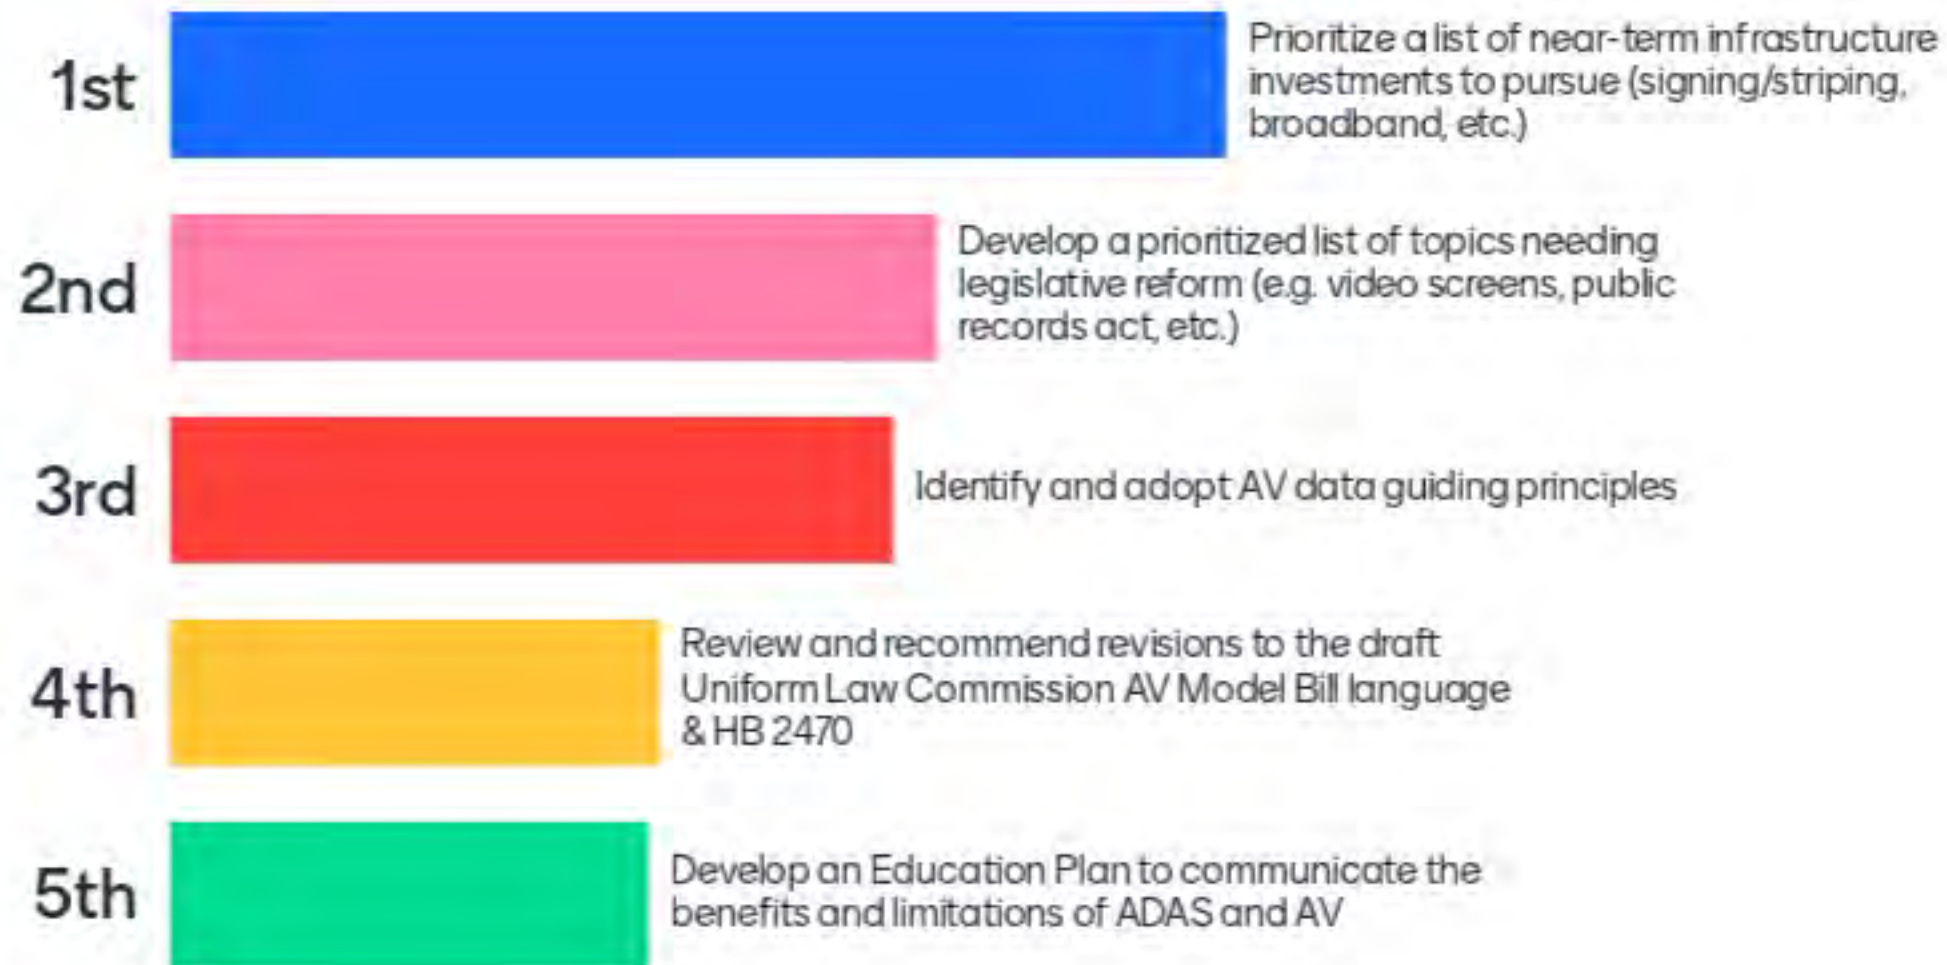 1st
Prioritize a list of near-term infrastructure
investments to pursue (signing/striping,
broadband, etc.)
2nd
Develop a prioritized list of topics needing
legislative reform (e.g. video screens, public
records act, etc.)
3rd
Identify and adopt AV data guiding principles
4th
Review and recommend revisions to the draft
Uniform Law Commission AV Model Bill language
& HB 2470
5th
Develop an Education Plan to communicate the
benefits and limitations of ADAS and AV